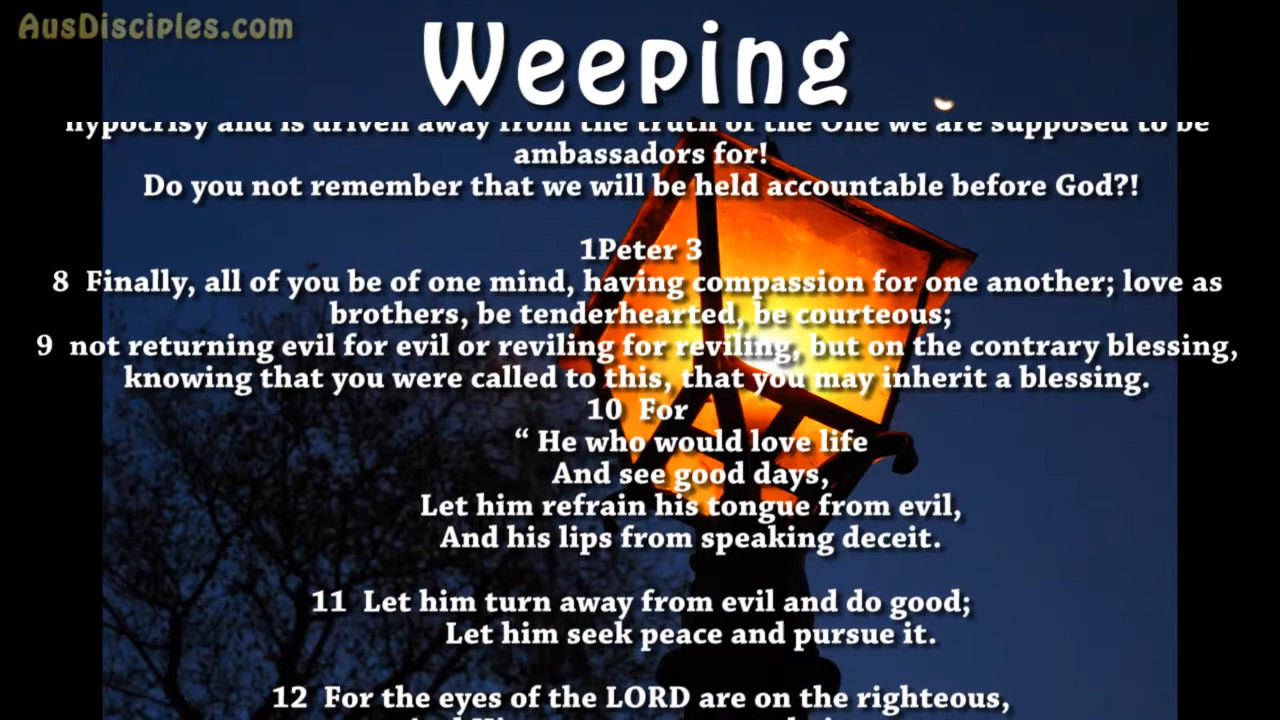 AusDisciples.com
Weeping
hypocrisy and is driven away from the truth of the One we are supposed to be
ambassadors for!
Do you not remember that we will be held accountable before God?!
1Peter 3
8 Finally, all of you be of one mind, having compassion for one another; love as
brothers, be tenderhearted, be courteous;
9 not returning evil for evil or reviling for reviling, but on the contrary blessing,
knowing that you were called to this, that you may inherit a blessing.
10 For
“ He who would love life
And see good days,
Let him refrain his tongue from evil,
And his lips from speaking deceit.
11 Let him turn away from evil and do good;
Let him seek peace and pursue it.
12 For the eyes of the LORD are on the righteous,